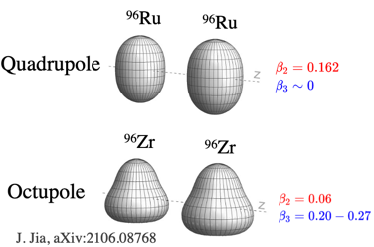 ⁹⁶Ru ⁹⁶Ru
Quadrupole
z
β₂ = 0.162
β₃ ∼ 0
⁹⁶Zr ⁹⁶Zr
Octupole
z
β₂ = 0.06
β₃ = 0.20 − 0.27
J. Jia, aXiv:2106.08768